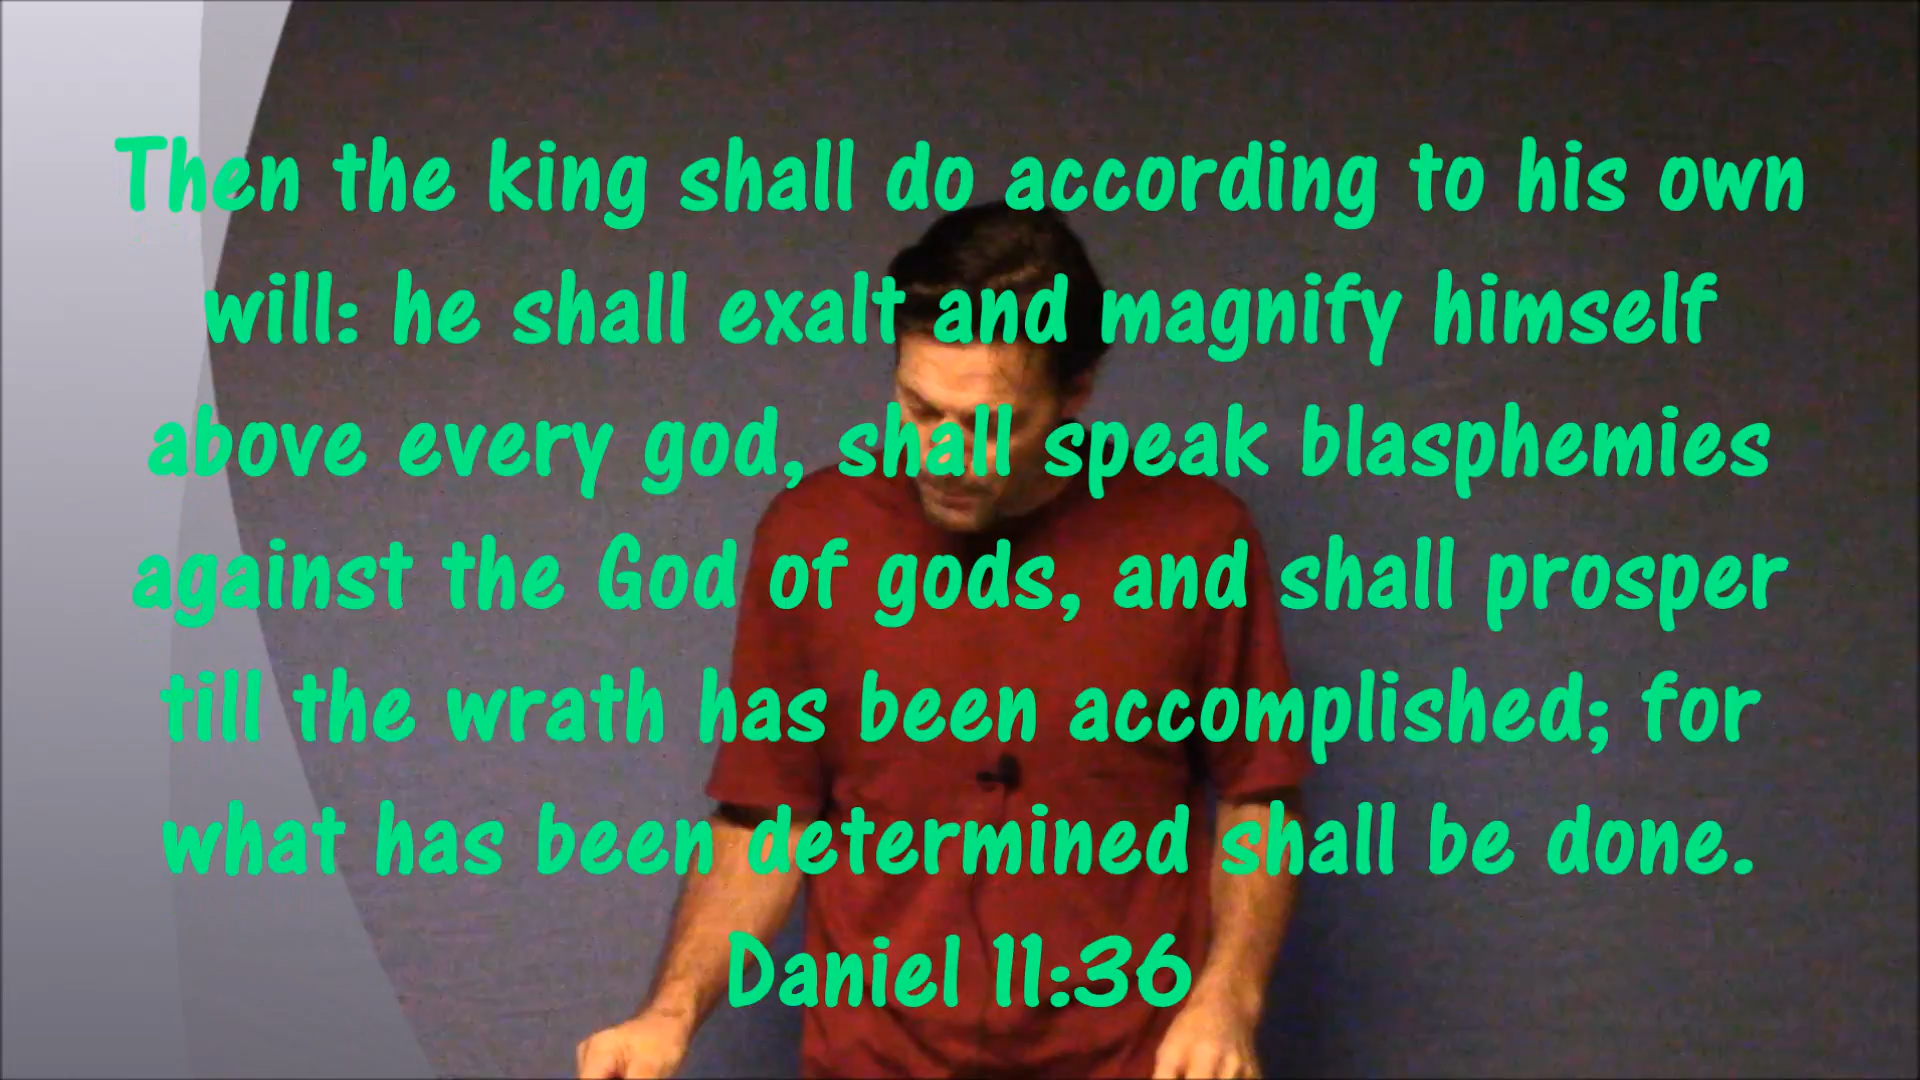 Then the king shall do according to his own
will: he shall exalt and magnify himself
above every god, shall speak blasphemies
against the God of gods, and shall prosper
till the wrath has been accomplished; for
what has been determined shall be done.
Daniel 11:36